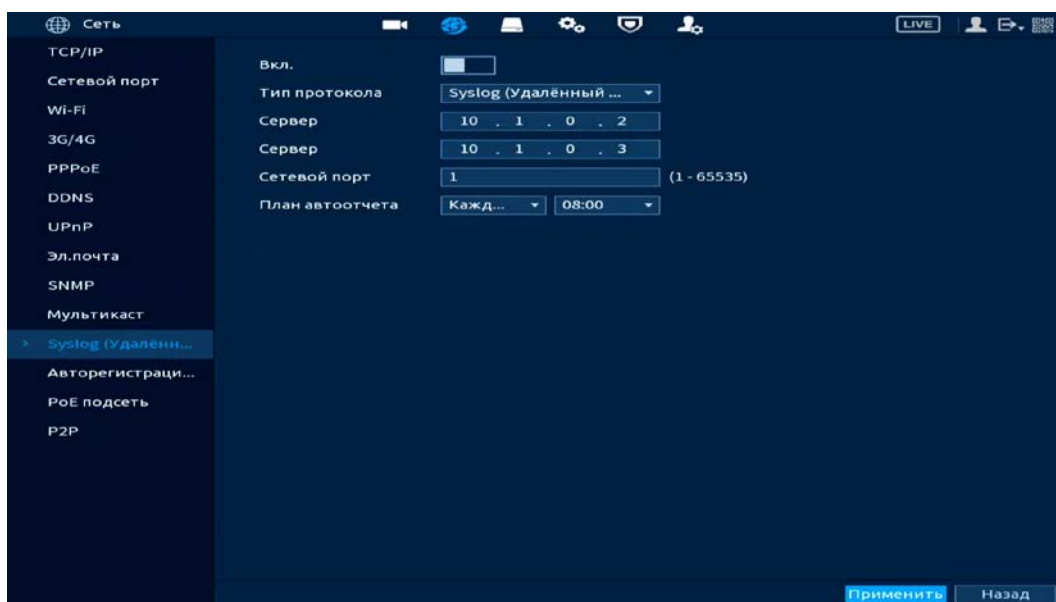 Сеть
LIVE
TCP/IP
Сетевой порт
Wi-Fi
3G/4G
PPPoE
DDNS
UPnP
Эл.почта
SNMP
Мультикаст
Syslog (Удалённ...
Авторегистраци...
PoE подсеть
P2P
Вкл.
Тип протокола Syslog (Удалённый ...
Сервер 10 . 1 . 0 . 2
Сервер 10 . 1 . 0 . 3
Сетевой порт 1 (1 - 65535)
План автоотчета Кажд... 08:00
Применить Назад